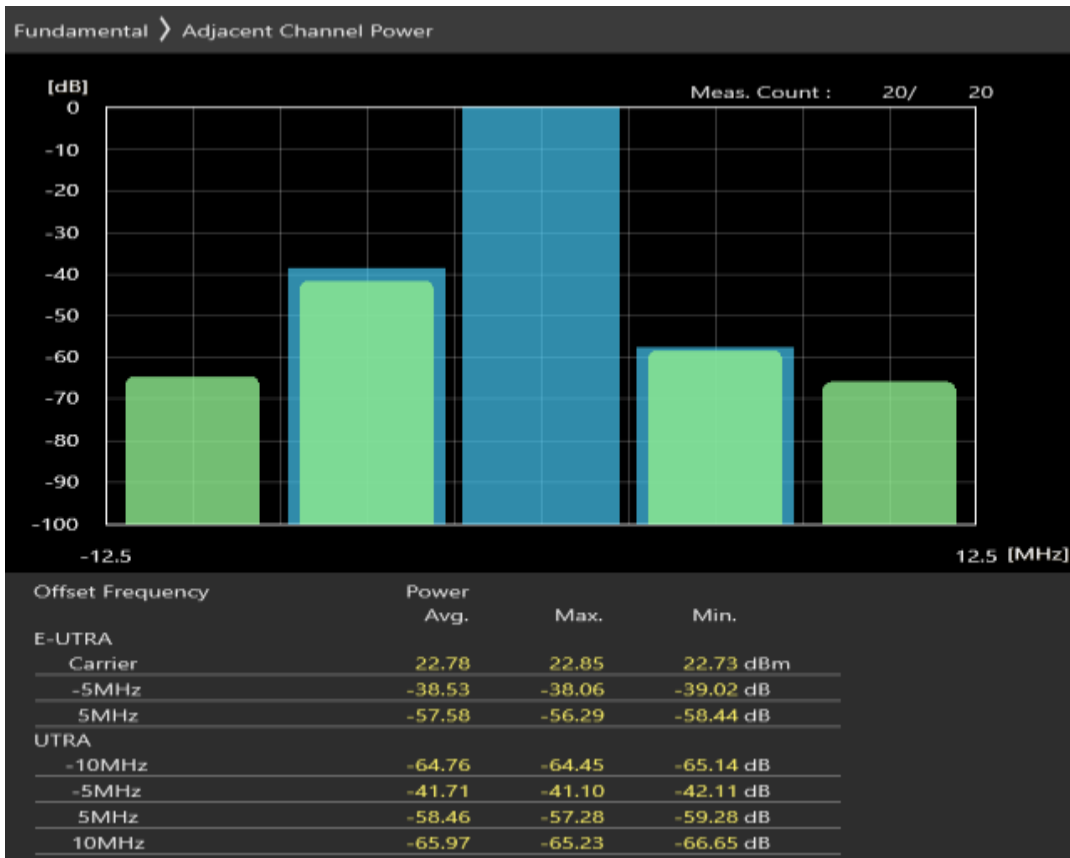 Fundamental 〉 Adjacent Channel Power
[dB]
Meas. Count : 20/ 20
0
-10
-20
-30
-40
-50
-60
-70
-80
-90
-100
-12.5 12.5 [MHz]
Offset Frequency Power
Avg. Max. Min.
E-UTRA
Carrier 22.78 22.85 22.73 dBm
-5MHz -38.53 -38.06 -39.02 dB
5MHz -57.58 -56.29 -58.44 dB
UTRA
-10MHz -64.76 -64.45 -65.14 dB
-5MHz -41.71 -41.10 -42.11 dB
5MHz -58.46 -57.28 -59.28 dB
10MHz -65.97 -65.23 -66.65 dB